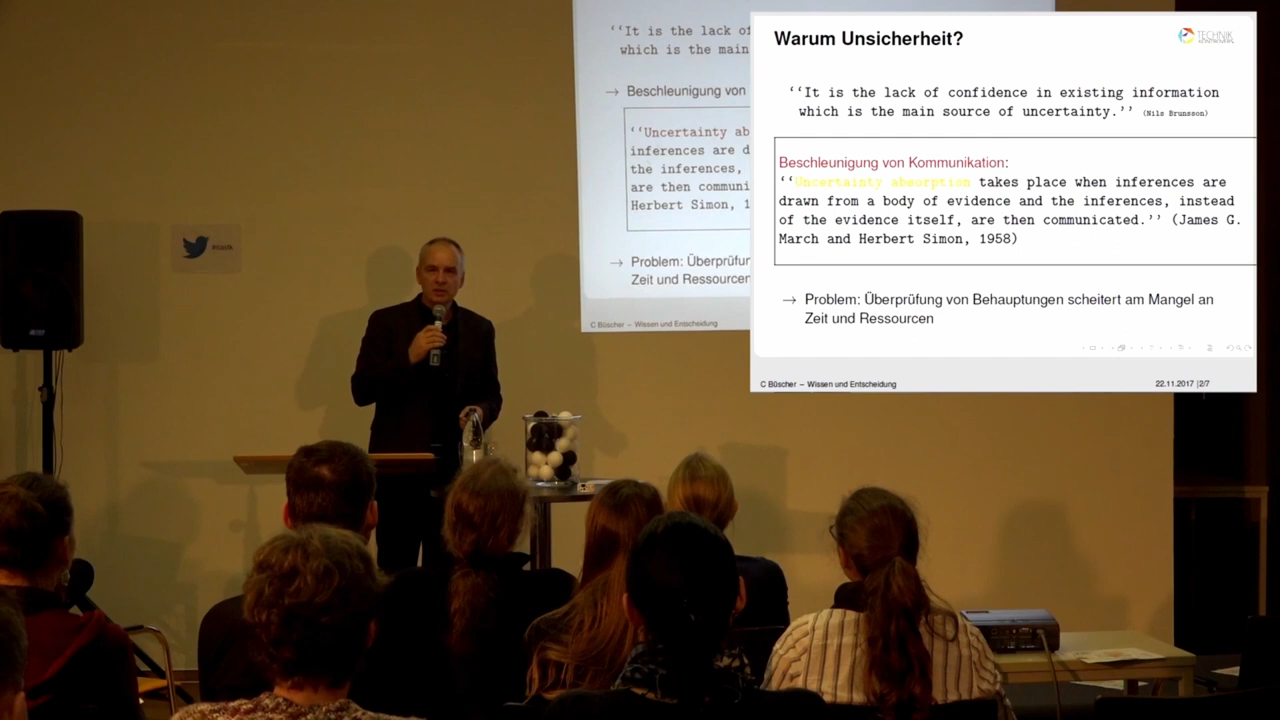 ‘‘It is the lack of
which is the main
→ Beschleunigung von
‘‘Uncertainty ab
inferences are d
the inferences,
are then communi
Herbert Simon, 1
→ Problem: Überprüfun
Zeit und Ressourcen
C Büscher – Wissen und Entscheidung
Warum Unsicherheit?
TECHNIK
KONTROVERS
‘‘It is the lack of confidence in existing information
which is the main source of uncertainty.’’ (Nils Brunsson)
Beschleunigung von Kommunikation:
‘‘Uncertainty absorption takes place when inferences are
drawn from a body of evidence and the inferences, instead
of the evidence itself, are then communicated.’’ (James G.
March and Herbert Simon, 1958)
→ Problem: Überprüfung von Behauptungen scheitert am Mangel an
Zeit und Ressourcen
C Büscher – Wissen und Entscheidung
22.11.2017 | 2/7